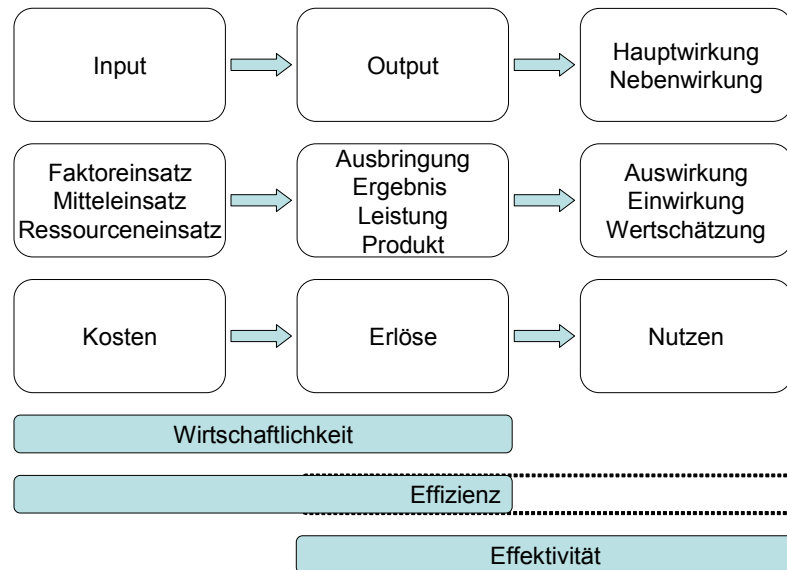 Input
Output
Hauptwirkung
Nebenwirkung
Faktoreinsatz
Mitteleinsatz
Ressourceneinsatz
Ausbringung
Ergebnis
Leistung
Produkt
Auswirkung
Einwirkung
Wertschätzung
Kosten
Erlöse
Nutzen
Wirtschaftlichkeit
Effizienz
Effektivität